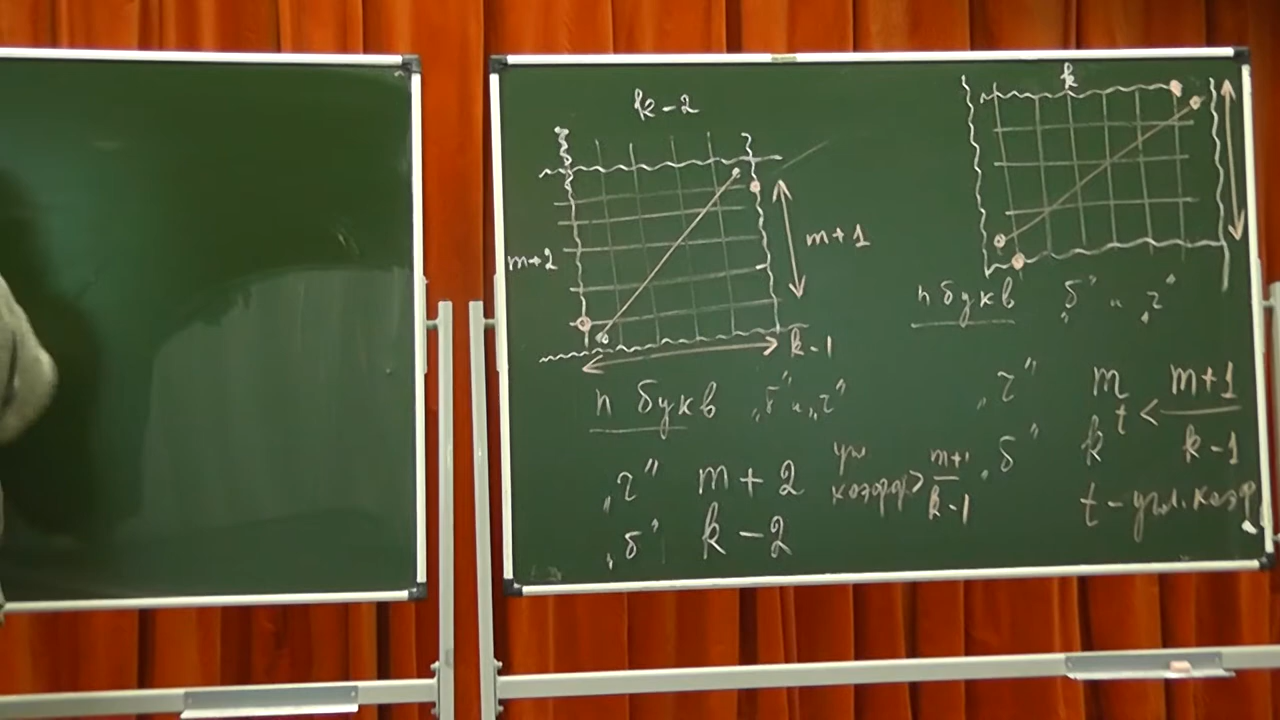 k-2
m+2
m+1
k-1
n букв „б" и „г"
„г" m+2
„б" k-2
угл
коэфф > m+1
k-1
k
n букв „б" и „г"
„г" m
„б" k
t < m+1
k-1
t - угл. коэф